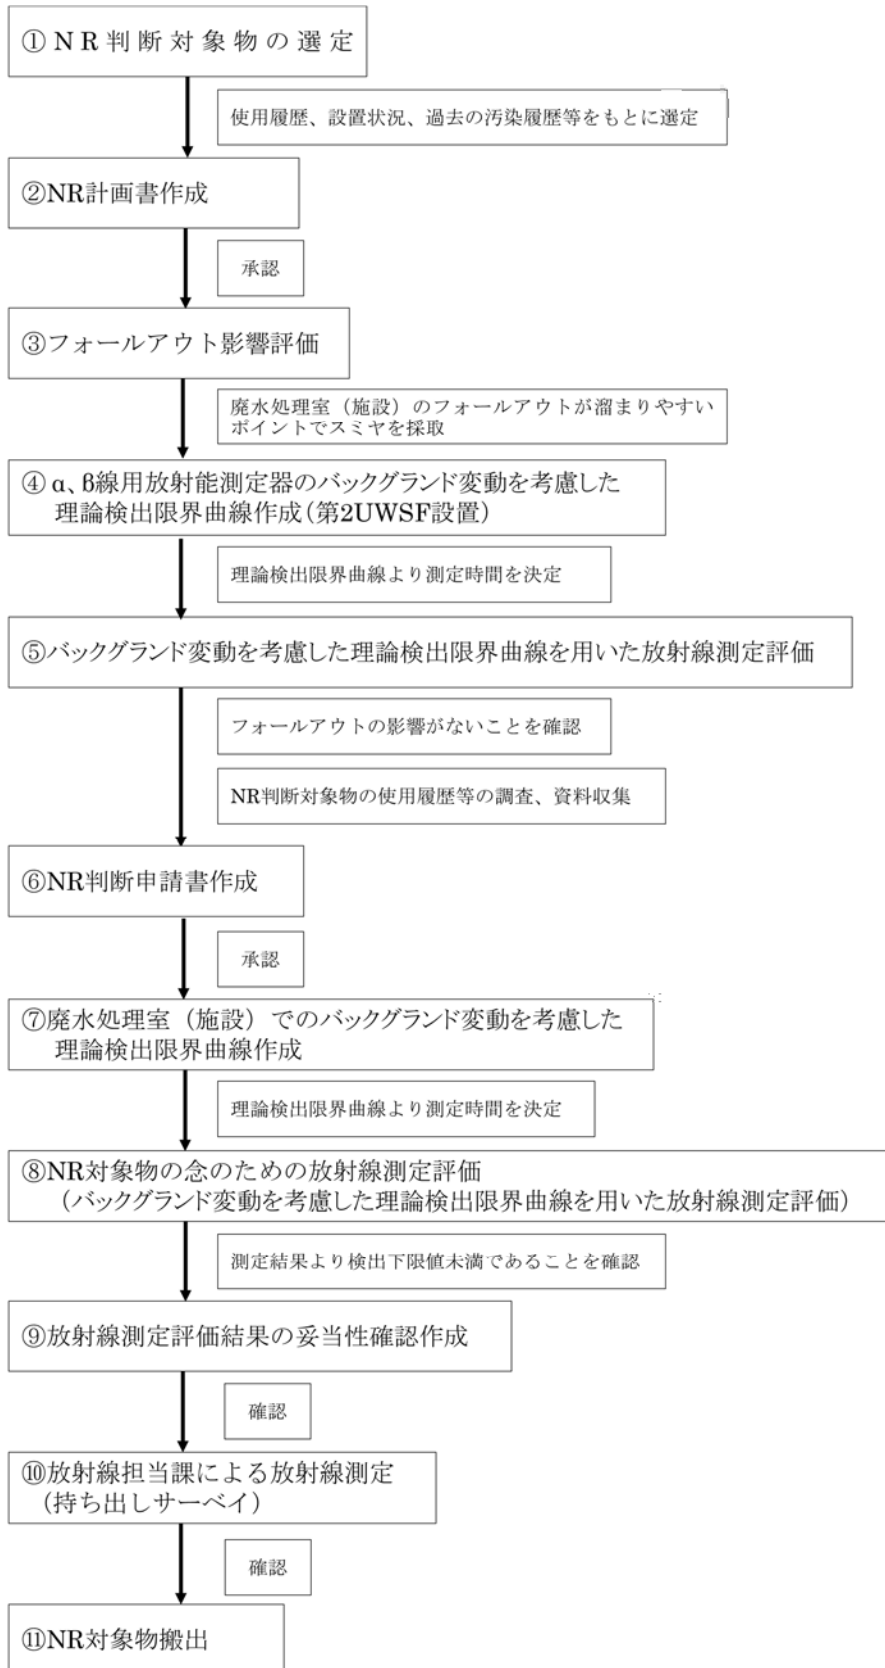 ①NR判断対象物の選定
使用履歴、設置状況、過去の汚染履歴等をもとに選定
②NR計画書作成
承認
③フォールアウト影響評価
廃水処理室（施設）のフォールアウトが溜まりやすい
ポイントでスミヤを採取
④α、β線用放射能測定器のバックグランド変動を考慮した
理論検出限界曲線作成(第2UWSF設置)
理論検出限界曲線より測定時間を決定
⑤バックグランド変動を考慮した理論検出限界曲線を用いた放射線測定評価
フォールアウトの影響がないことを確認
NR判断対象物の使用履歴等の調査、資料収集
⑥NR判断申請書作成
承認
⑦廃水処理室（施設）でのバックグランド変動を考慮した
理論検出限界曲線作成
理論検出限界曲線より測定時間を決定
⑧NR対象物の念のための放射線測定評価
（バックグランド変動を考慮した理論検出限界曲線を用いた放射線測定評価）
測定結果より検出下限値未満であることを確認
⑨放射線測定評価結果の妥当性確認作成
確認
⑩放射線担当課による放射線測定
（持ち出しサーベイ）
確認
⑪NR対象物搬出